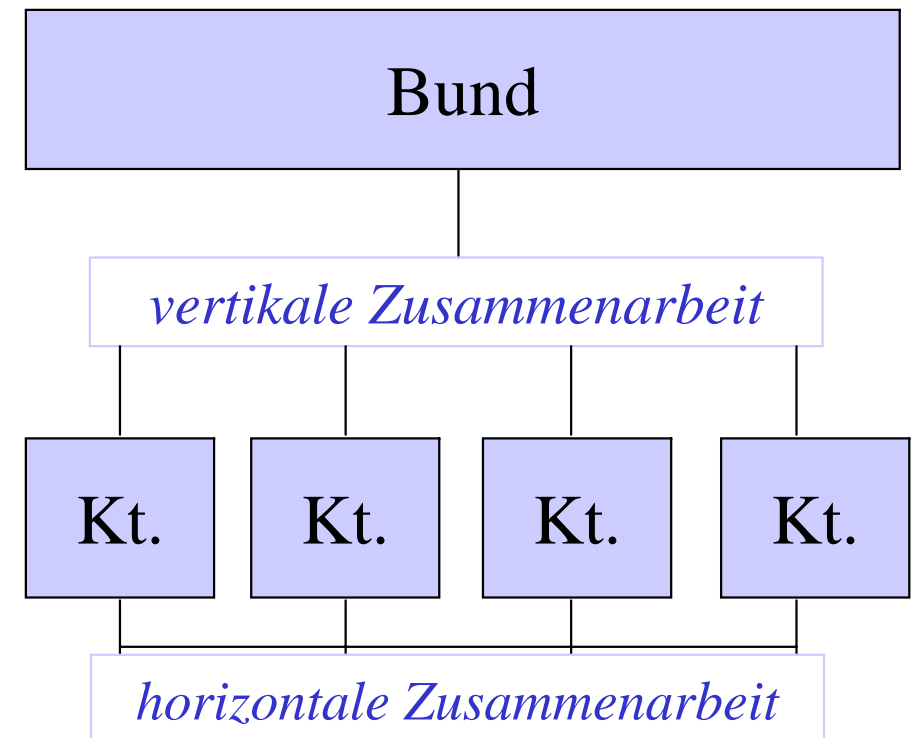 Bund
vertikale Zusammenarbeit
Kt. Kt. Kt. Kt.
horizontale Zusammenarbeit